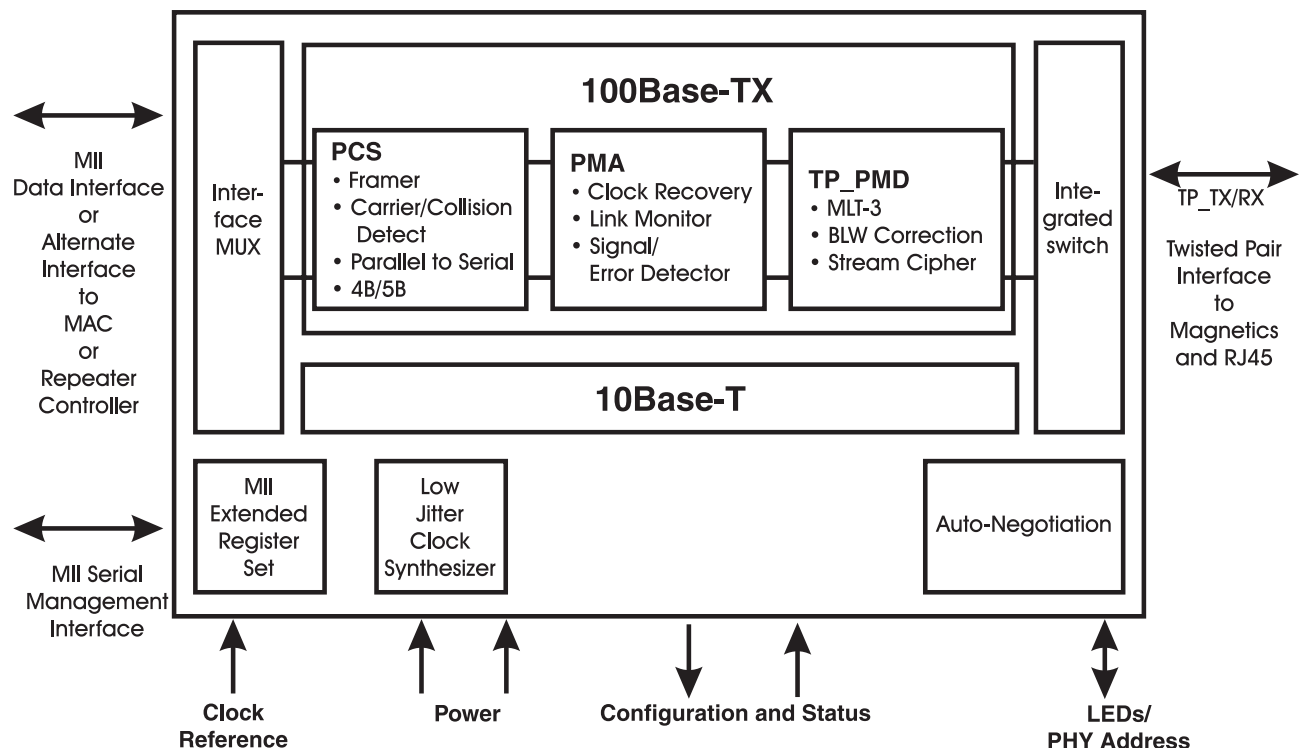 100Base-TX
MII
Data Interface
or
Alternate
Interface
to
MAC
or
Repeater
Controller
Inter-
face
MUX
PCS
• Framer
• Carrier/Collision
Detect
• Parallel to Serial
• 4B/5B
PMA
• Clock Recovery
• Link Monitor
• Signal/
Error Detector
TP_PMD
• MLT-3
• BLW Correction
• Stream Cipher
Inte-
grated
switch
TP_TX/RX
Twisted Pair
Interface
to
Magnetics
and RJ45
10Base-T
MII Serial
Management
Interface
MII
Extended
Register
Set
Low
Jitter
Clock
Synthesizer
Auto-Negotiation
Clock
Reference
Power
Configuration and Status
LEDs/
PHY Address